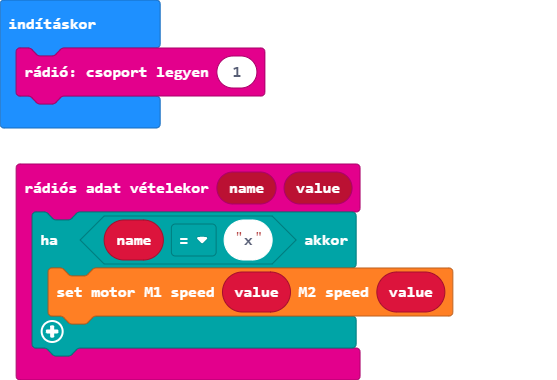 indításkor
rádió: csoport legyen 1
rádiós adat vételekor name value
ha name = "x" akkor
set motor M1 speed value M2 speed value